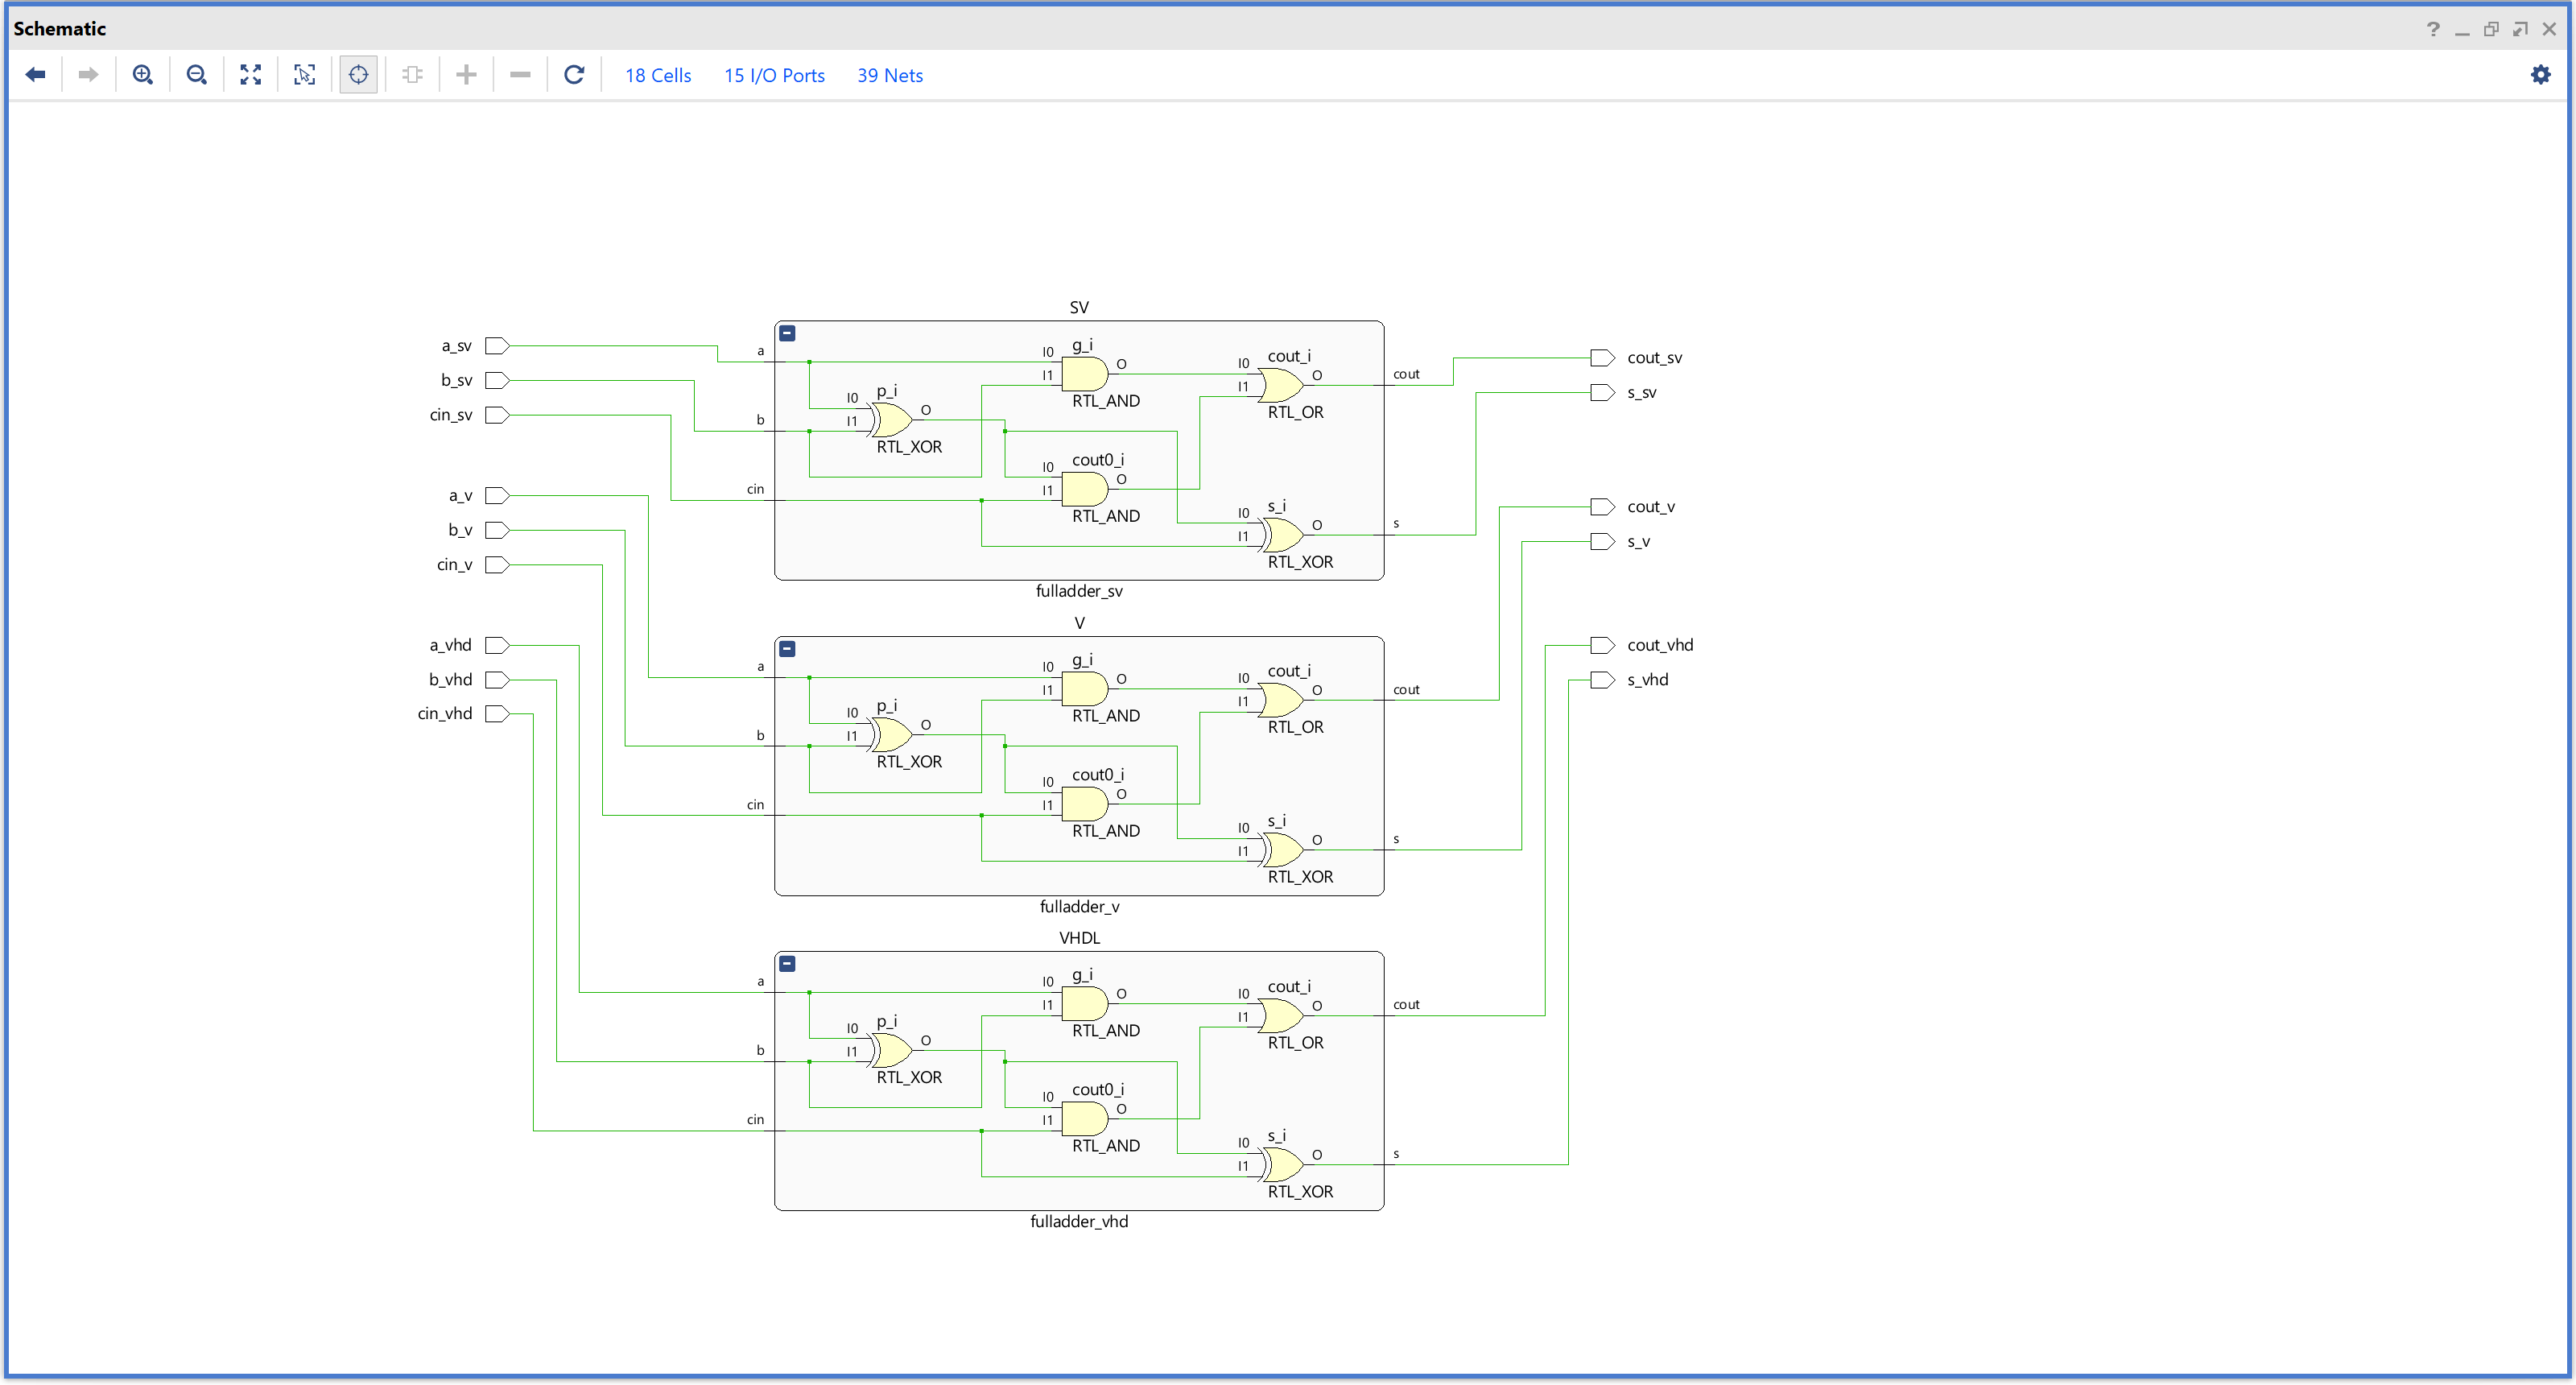 Schematic
18 Cells 15 I/O Ports 39 Nets
SV
a_sv
b_sv
cin_sv
a
b
cin
I0
I1
p_i
O
RTL_XOR
I0
I1
g_i
O
RTL_AND
I0
I1
cout0_i
O
RTL_AND
I0
I1
cout_i
O
RTL_OR
I0
I1
s_i
O
RTL_XOR
cout
s
cout_sv
s_sv
fulladder_sv
V
a_v
b_v
cin_v
a
b
cin
I0
I1
p_i
O
RTL_XOR
I0
I1
g_i
O
RTL_AND
I0
I1
cout0_i
O
RTL_AND
I0
I1
cout_i
O
RTL_OR
I0
I1
s_i
O
RTL_XOR
cout
s
cout_v
s_v
fulladder_v
VHDL
a_vhd
b_vhd
cin_vhd
a
b
cin
I0
I1
p_i
O
RTL_XOR
I0
I1
g_i
O
RTL_AND
I0
I1
cout0_i
O
RTL_AND
I0
I1
cout_i
O
RTL_OR
I0
I1
s_i
O
RTL_XOR
cout
s
cout_vhd
s_vhd
fulladder_vhd